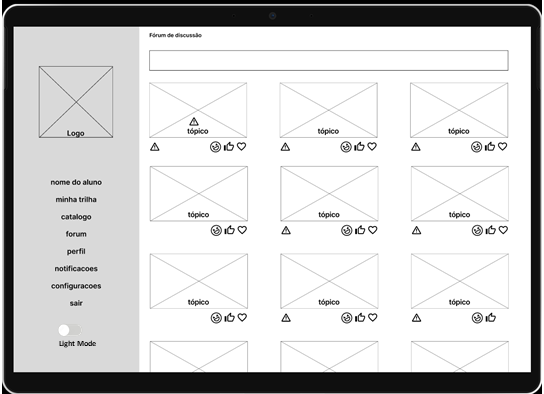 Fórum de discussão
Logo
nome do aluno
minha trilha
catalogo
forum
perfil
notificacoes
configuracoes
sair
Light Mode
tópico
tópico
tópico
tópico
tópico
tópico
tópico
tópico
tópico